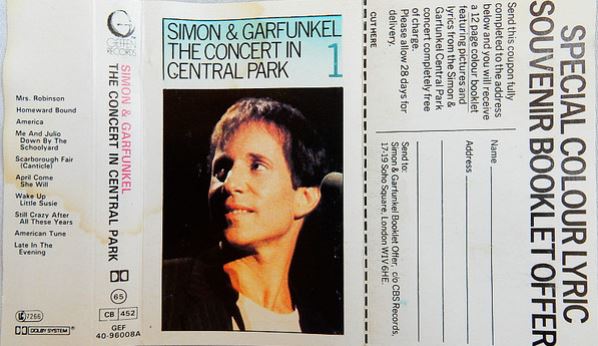 GEFFEN
RECORDS
Mrs. Robinson
Homeward Bound
America
Me And Julio
Down By The
Schoolyard
Scarborough Fair
(Canticle)
April Come
She Will
Wake Up
Little Susie
Still Crazy After
All These Years
American Tune
Late In The
Evening
7266
DOLBY SYSTEM
SIMON & GARFUNKEL
THE CONCERT IN CENTRAL PARK
65
CB 452
GEF
40-96008A
SIMON & GARFUNKEL
THE CONCERT IN
CENTRAL PARK
1
CUT HERE
SPECIAL COLOUR LYRIC
SOUVENIR BOOKLET OFFER
Send this coupon fully
completed to the address
below and you will receive
a 12 page colour booklet
featuring pictures and
lyrics from the Simon &
Garfunkel Central Park
concert completely free
of charge.
Please allow 28 days for
delivery.
Name
Address
Send to:
Simon & Garfunkel Booklet Offer, c/o CBS Records,
17-19 Soho Square, London W1V 6HE.